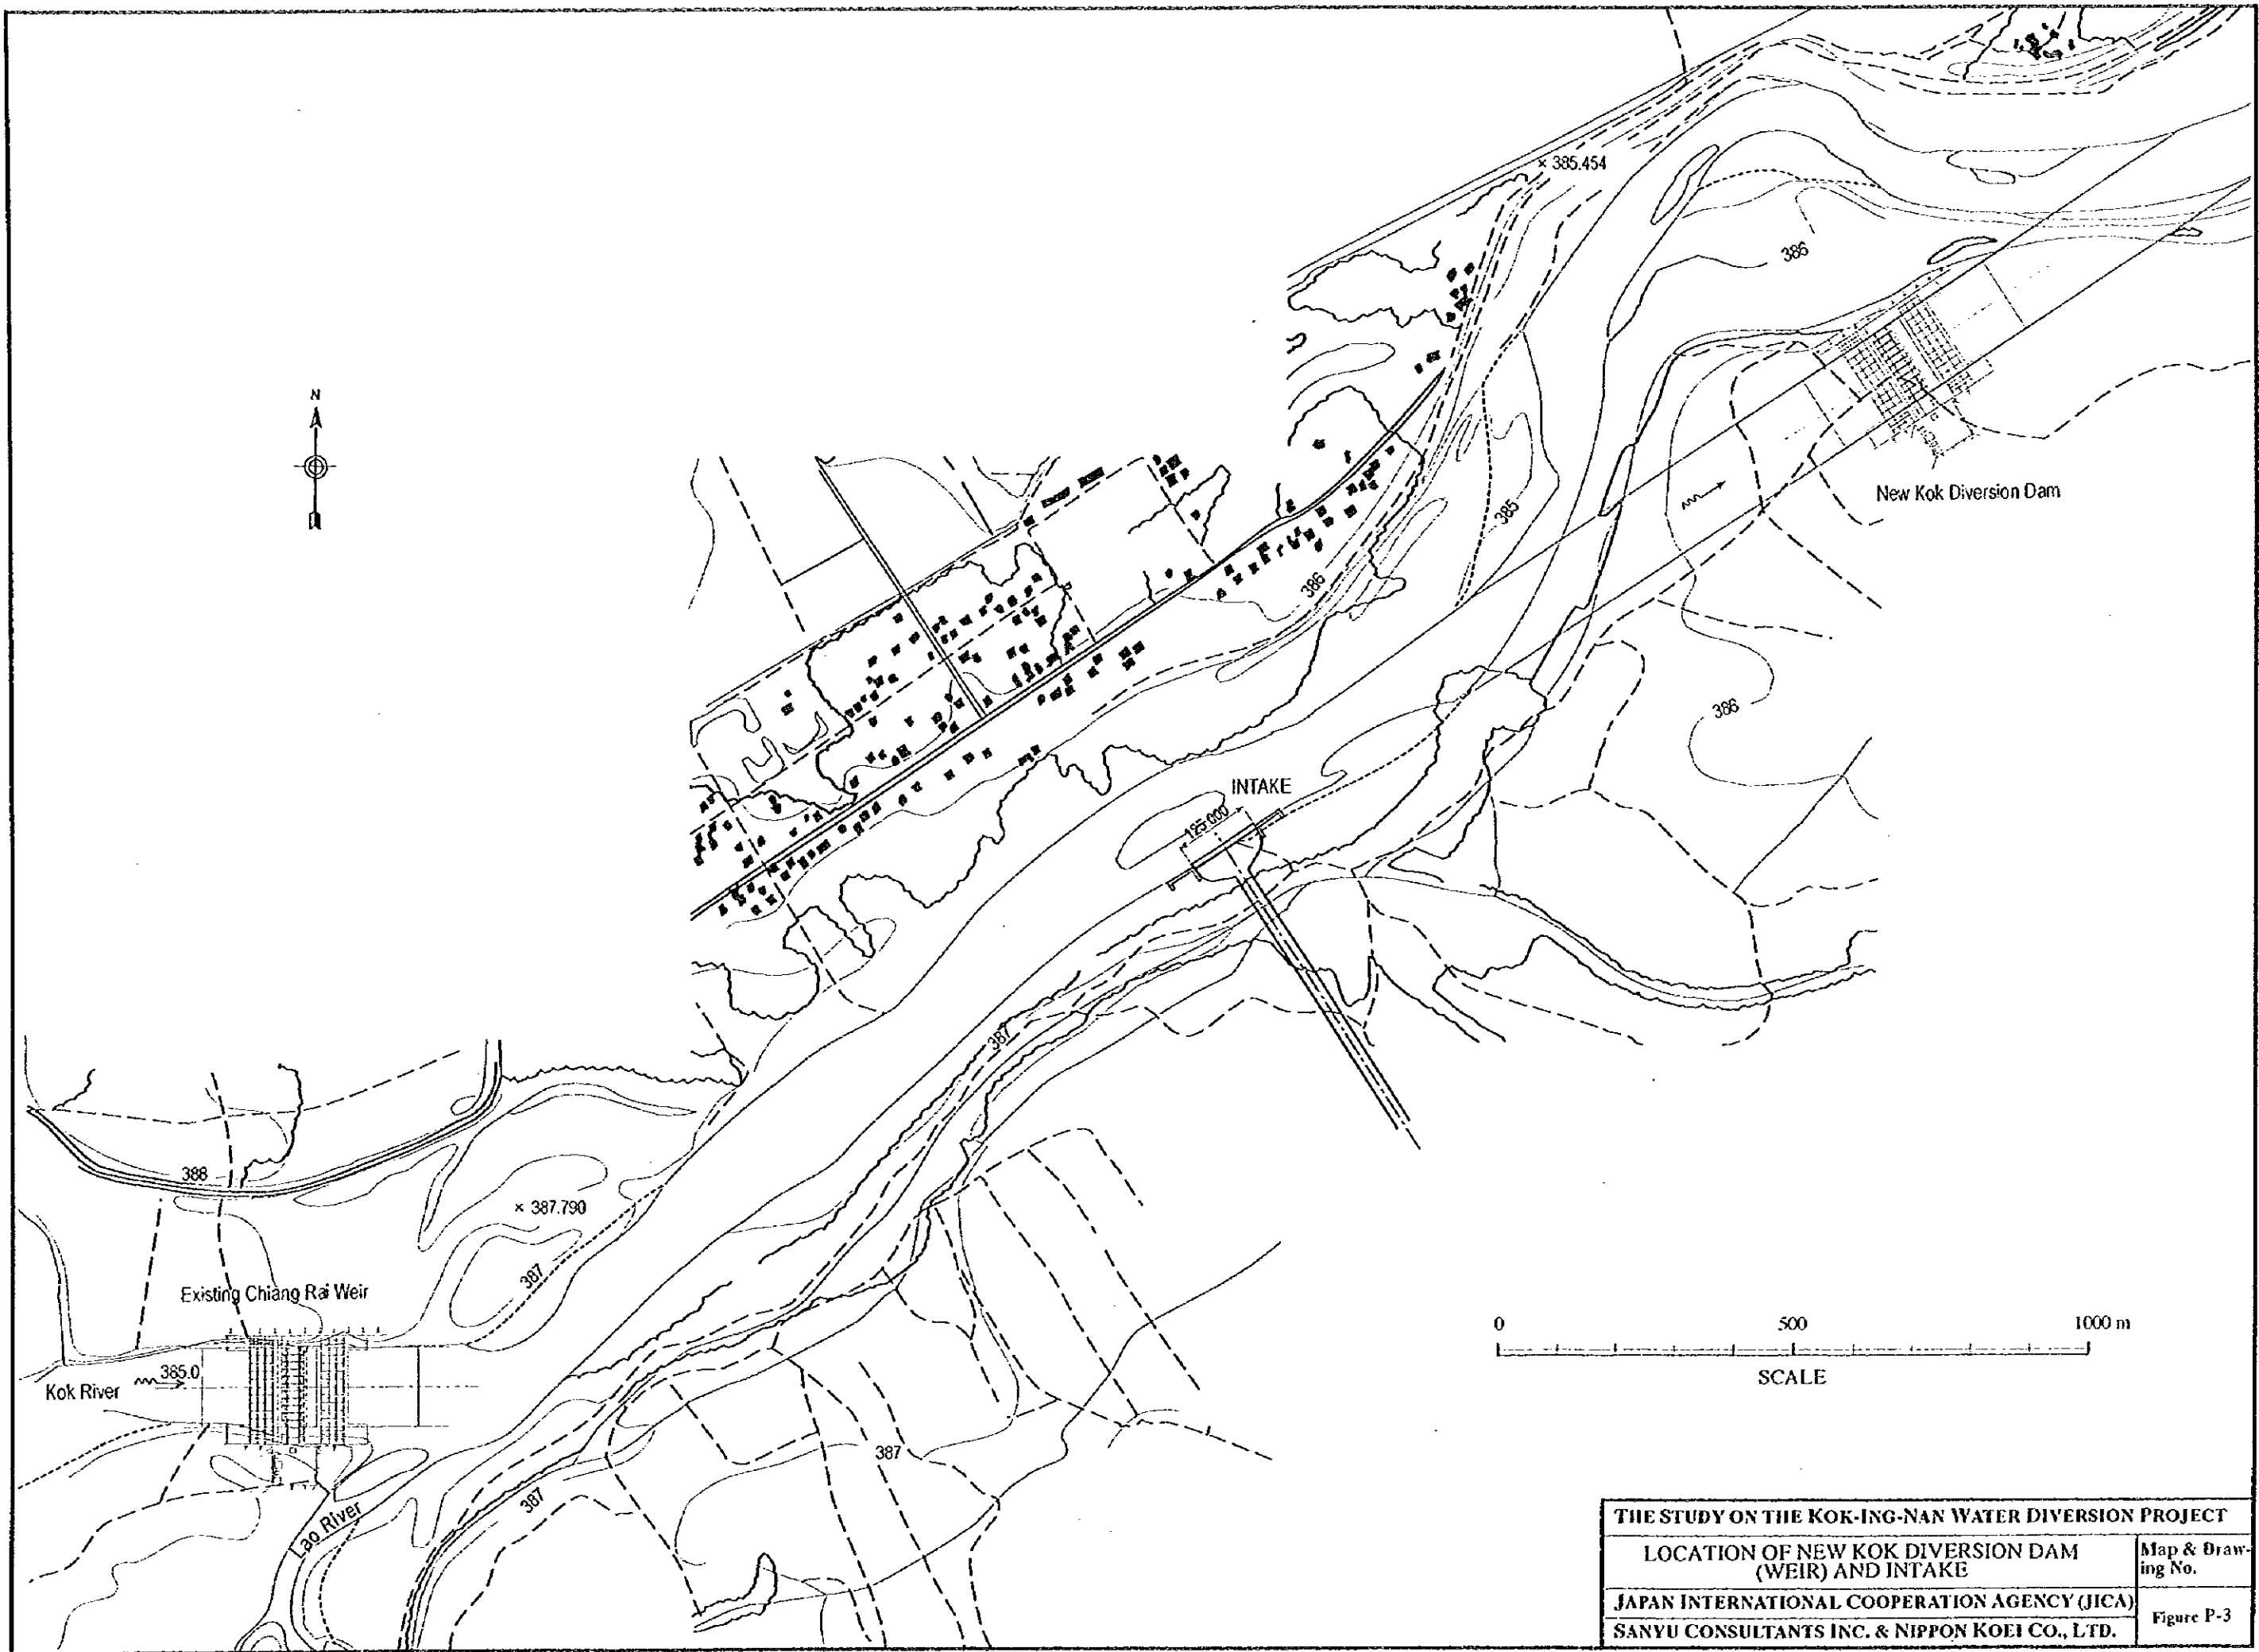 × 385.454
386
N
New Kok Diversion Dam
385
386
386
INTAKE
125.000
387
388
× 387.790
387
Existing Chiang Rai Weir
0 500 1000 m
SCALE
Kok River 385.0
387
387
Lao River
THE STUDY ON THE KOK-ING-NAN WATER DIVERSION PROJECT
LOCATION OF NEW KOK DIVERSION DAM
(WEIR) AND INTAKE
Map & Draw-
ing No.
JAPAN INTERNATIONAL COOPERATION AGENCY (JICA)
SANYU CONSULTANTS INC. & NIPPON KOEI CO., LTD.
Figure P-3